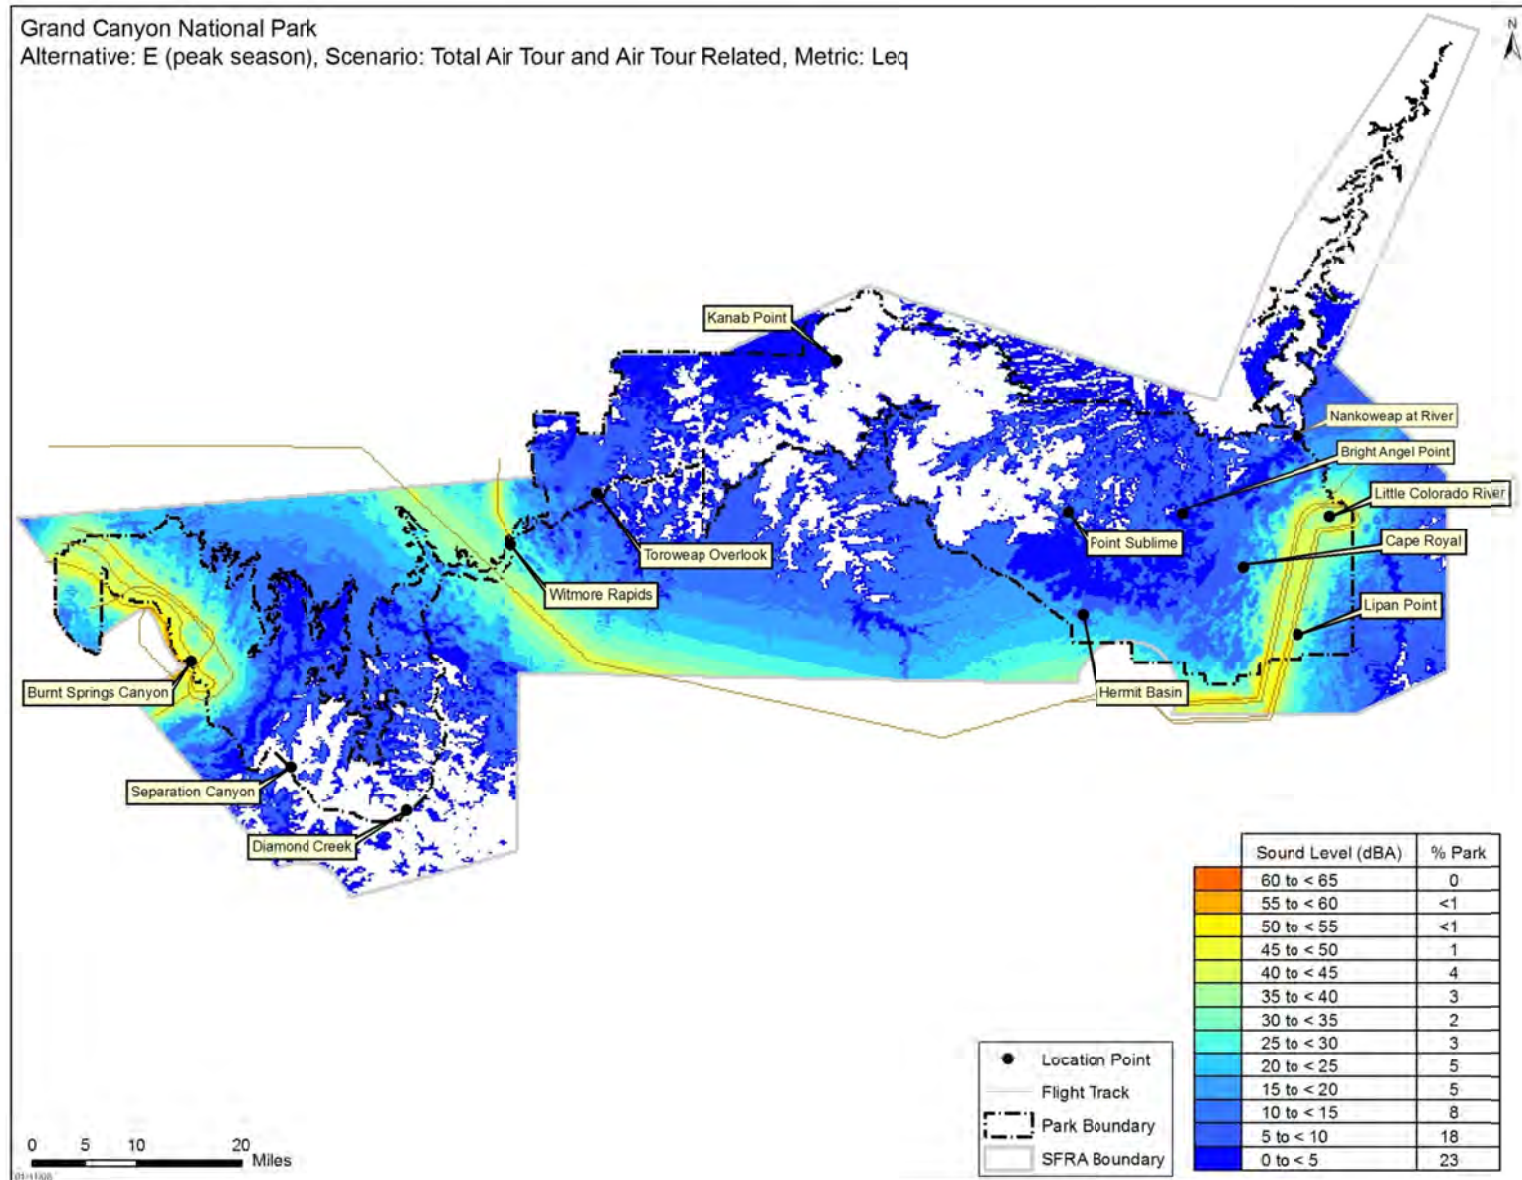 Grand Canyon National Park
Alternative: E (peak season), Scenario: Total Air Tour and Air Tour Related, Metric: Leq
N
Kanab Point
Nankoweap at River
Bright Angel Point
Little Colorado River
Point Sublime
Cape Royal
Toroweap Overlook
Witmore Rapids
Lipan Point
Burnt Springs Canyon
Hermit Basin
Separation Canyon
Diamond Creek
Sound Level (dBA) % Park
60 to < 65 0
55 to < 60 <1
50 to < 55 <1
45 to < 50 1
40 to < 45 4
35 to < 40 3
30 to < 35 2
25 to < 30 3
20 to < 25 5
15 to < 20 5
10 to < 15 8
5 to < 10 18
0 to < 5 23
Location Point
Flight Track
Park Boundary
SFRA Boundary
0 5 10 20
Miles